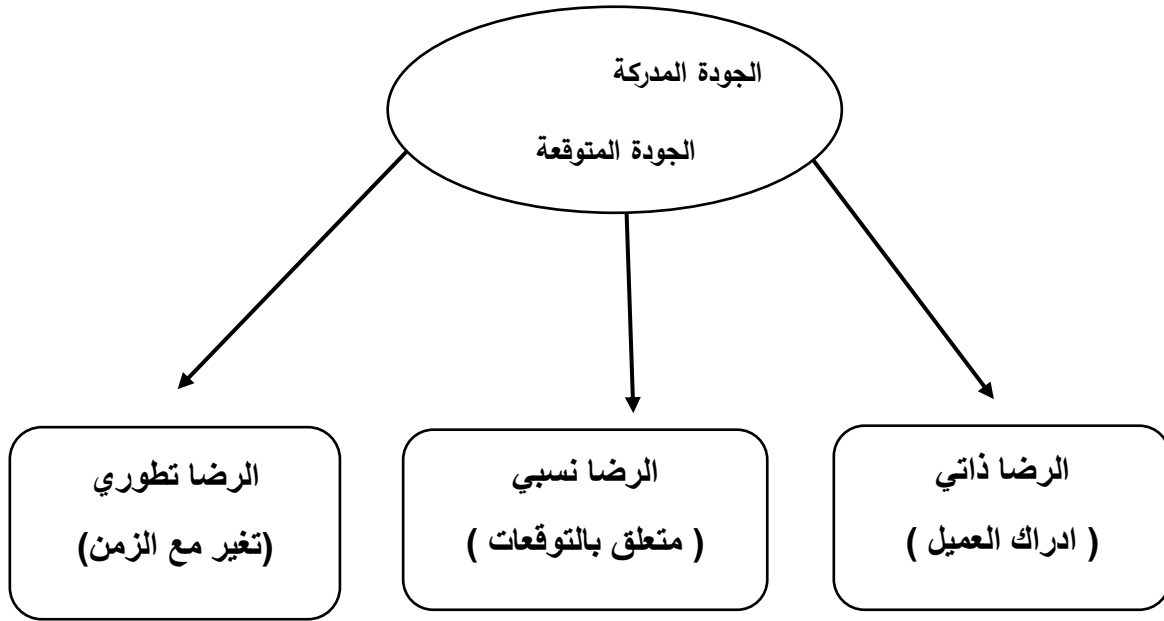 الجودة المدركة
الجودة المتوقعة
الرضا ذاتي
( ادراك العميل )
الرضا نسبي
( متعلق بالتوقعات )
الرضا تطوري
(تغير مع الزمن)